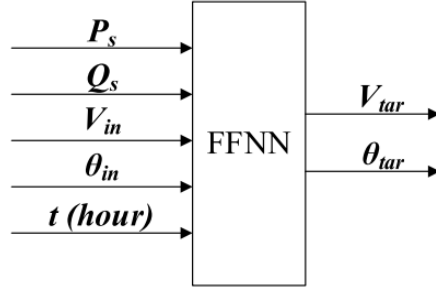 P_s
Q_s
V_in
θ_in
t (hour)
FFNN
V_tar
θ_tar